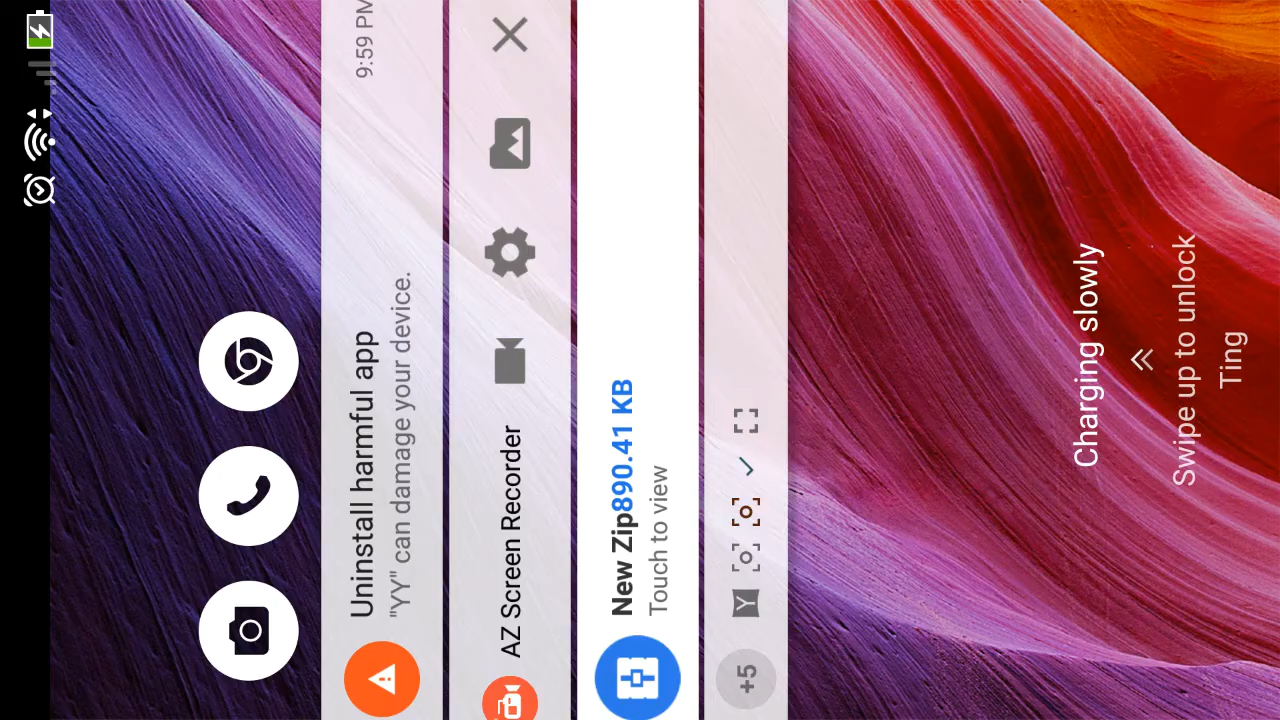 Uninstall harmful app 9:59 PM
"YY" can damage your device.
AZ Screen Recorder
New Zip890.41 KB
Touch to view
+5
Charging slowly
Swipe up to unlock
Ting